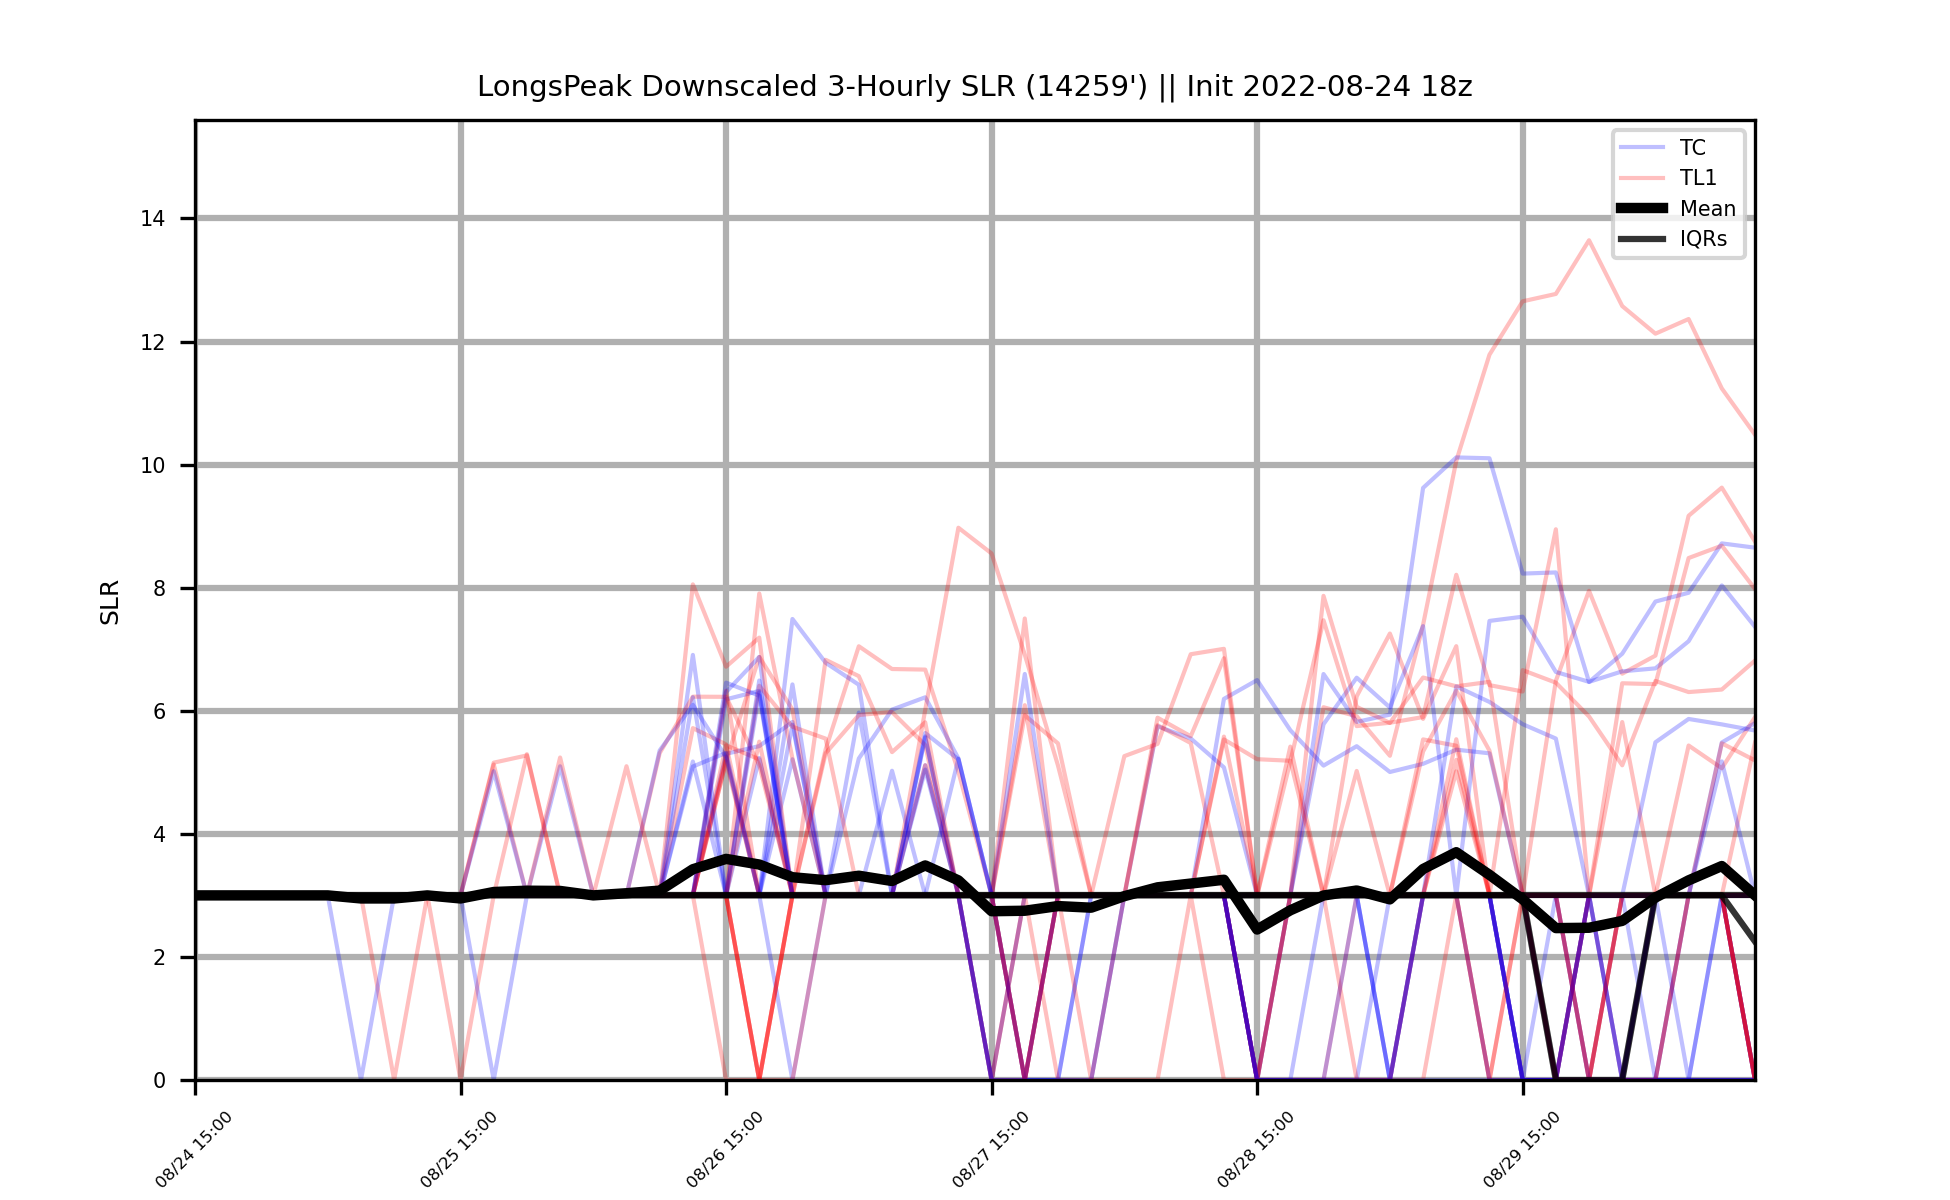 LongsPeak Downscaled 3-Hourly SLR (14259') || Init 2022-08-24 18z
TC
TL1
Mean
IQRs
SLR
14
12
10
8
6
4
2
0
08/24 15:00
08/25 15:00
08/26 15:00
08/27 15:00
08/28 15:00
08/29 15:00